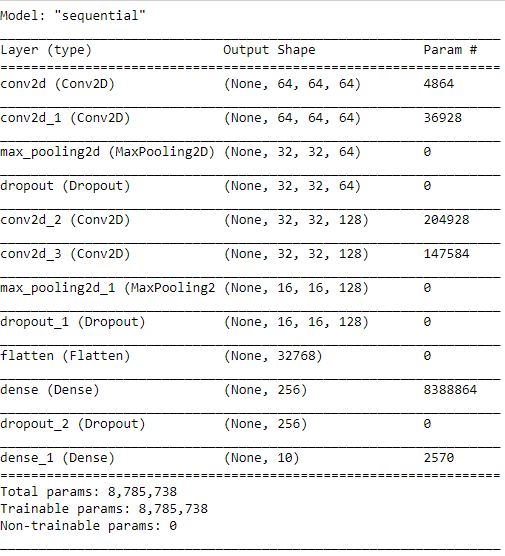 Model: "sequential"
_________________________________________________________________
Layer (type)                 Output Shape              Param #
=================================================================
conv2d (Conv2D)              (None, 64, 64, 64)        4864
_________________________________________________________________
conv2d_1 (Conv2D)            (None, 64, 64, 64)        36928
_________________________________________________________________
max_pooling2d (MaxPooling2D) (None, 32, 32, 64)        0
_________________________________________________________________
dropout (Dropout)            (None, 32, 32, 64)        0
_________________________________________________________________
conv2d_2 (Conv2D)            (None, 32, 32, 128)       204928
_________________________________________________________________
conv2d_3 (Conv2D)            (None, 32, 32, 128)       147584
_________________________________________________________________
max_pooling2d_1 (MaxPooling2 (None, 16, 16, 128)       0
_________________________________________________________________
dropout_1 (Dropout)          (None, 16, 16, 128)       0
_________________________________________________________________
flatten (Flatten)            (None, 32768)             0
_________________________________________________________________
dense (Dense)                (None, 256)               8388864
_________________________________________________________________
dropout_2 (Dropout)          (None, 256)               0
_________________________________________________________________
dense_1 (Dense)              (None, 10)                2570
=================================================================
Total params: 8,785,738
Trainable params: 8,785,738
Non-trainable params: 0
_________________________________________________________________